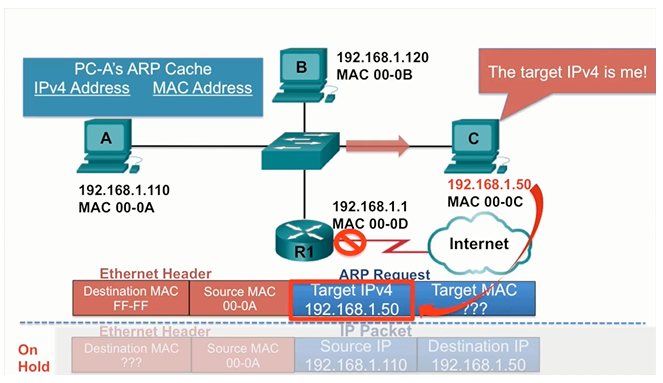 PC-A's ARP Cache
IPv4 Address MAC Address
B
192.168.1.120
MAC 00-0B
The target IPv4 is me!
A
C
192.168.1.110
MAC 00-0A
192.168.1.50
MAC 00-0C
192.168.1.1
MAC 00-0D
R1
Internet
Ethernet Header
ARP Request
Destination MAC
FF-FF
Source MAC
00-0A
Target IPv4
192.168.1.50
Target MAC
???
On
Hold
Ethernet Header
IP Packet
Destination MAC
???
Source MAC
00-0A
Source IP
192.168.1.110
Destination IP
192.168.1.50